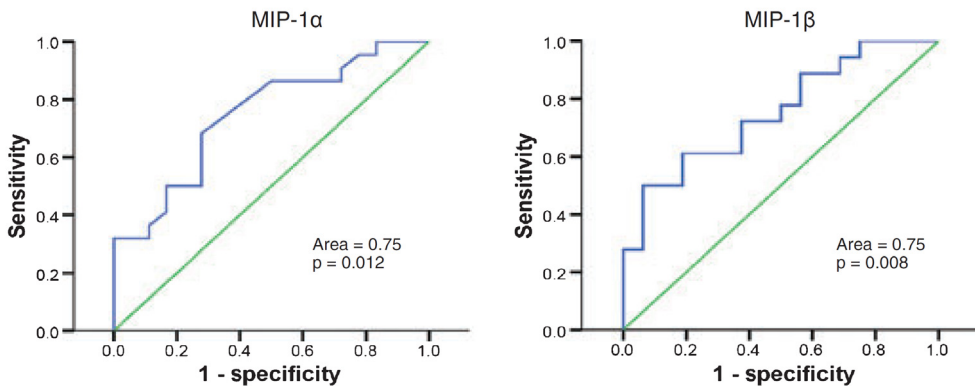 MIP-1α
Sensitivity
1.0
0.8
0.6
0.4
0.2
0.0
Area = 0.75
p = 0.012
0.0 0.2 0.4 0.6 0.8 1.0
1 - specificity
MIP-1β
Sensitivity
1.0
0.8
0.6
0.4
0.2
0.0
Area = 0.75
p = 0.008
0.0 0.2 0.4 0.6 0.8 1.0
1 - specificity